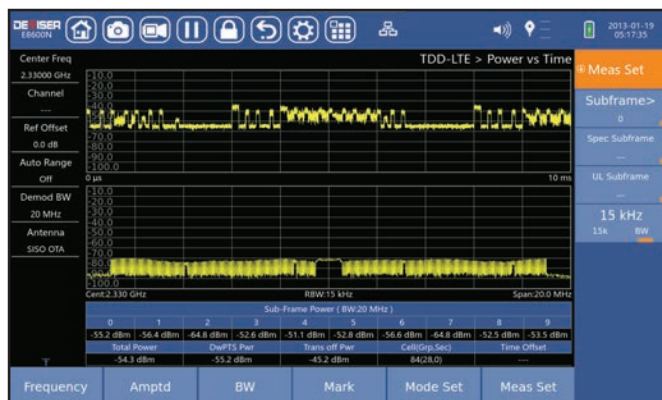 DEVISER
E8600N
2013-01-19
05:17:35
Center Freq
2.33000 GHz
Channel
---
Ref Offset
0.0 dB
Auto Range
Off
Demod BW
20 MHz
Antenna
SISO OTA
TDD-LTE > Power vs Time
-10.0
-20.0
-30.0
-40.0
-50.0
-60.0
-70.0
-80.0
-90.0
-100.0
0 µs 10 ms
-10.0
-20.0
-30.0
-40.0
-50.0
-60.0
-70.0
-80.0
-90.0
-100.0
Cent:2.330 GHz RBW:15 kHz Span:20.0 MHz
Sub-Frame Power ( BW:20 MHz )
0 1 2 3 4 5 6 7 8 9
-55.2 dBm -56.4 dBm -64.8 dBm -52.6 dBm -51.1 dBm -52.8 dBm -56.6 dBm -64.8 dBm -52.5 dBm -53.5 dBm
Total Power DwPTS Pwr Trans off Pwr Cell(Grp,Sec) Time Offset
-54.3 dBm -55.2 dBm -45.2 dBm 84(28,0) ---
Meas Set
Subframe>
0
Spec Subframe
---
UL Subframe
---
15 kHz
15k BW
Frequency Amptd BW Mark Mode Set Meas Set